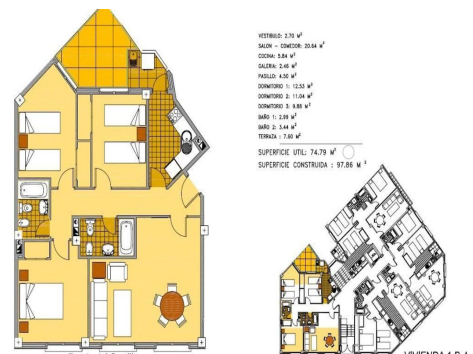 VESTIBULO: 2.70 M²
SALON - COMEDOR: 20.64 M²
COCINA: 5.84 M²
GALERIA: 2.46 M²
PASILLO: 4.50 M²
DORMITORIO 1: 12.53 M²
DORMITORIO 2: 11.04 M²
DORMITORIO 3: 9.88 M²
BAÑO 1: 2.99 M²
BAÑO 2: 3.44 M²
TERRAZA : 7.60 M²
SUPERFICIE UTIL: 74.79 M²
SUPERFICIE CONSTRUIDA : 97.86 M²